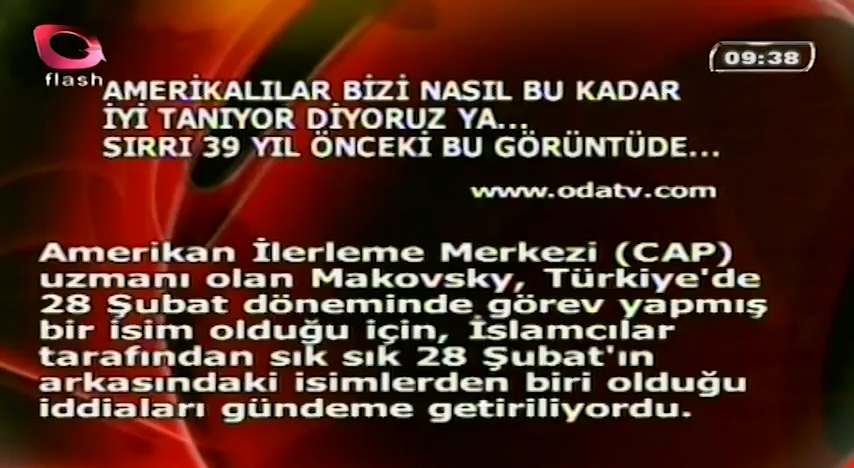 flash
09:38
AMERİKALILAR BİZİ NASIL BU KADAR
İYİ TANIYOR DİYORUZ YA...
SIRRI 39 YIL ÖNCEKİ BU GÖRÜNTÜDE...
www.odatv.com
Amerikan İlerleme Merkezi (CAP)
uzmanı olan Makovsky, Türkiye'de
28 Şubat döneminde görev yapmış
bir isim olduğu için, İslamcılar
tarafından sık sık 28 Şubat'ın
arkasındaki isimlerden biri olduğu
iddiaları gündeme getiriliyordu.